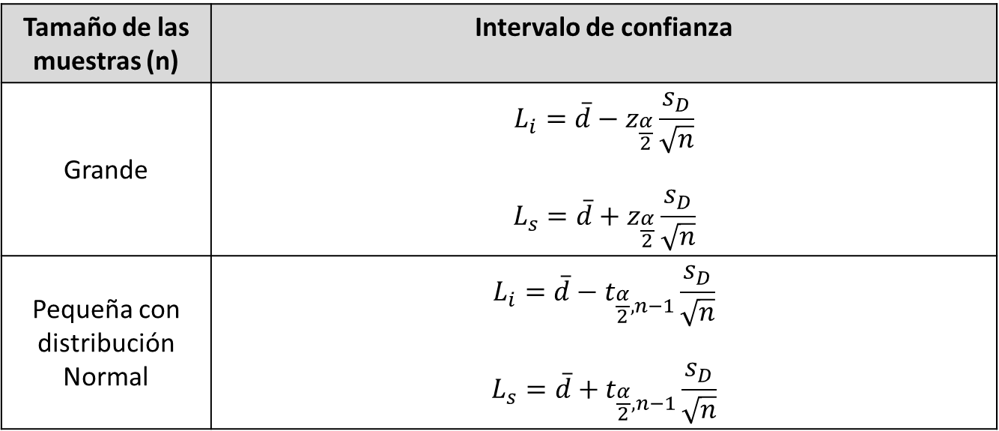 Tamaño de las
muestras (n)
Intervalo de confianza
Grande
$L_i = \bar{d} - z_{\frac{\alpha}{2}} \frac{s_D}{\sqrt{n}}$
$L_s = \bar{d} + z_{\frac{\alpha}{2}} \frac{s_D}{\sqrt{n}}$
Pequeña con
distribución
Normal
$L_i = \bar{d} - t_{\frac{\alpha}{2},n-1} \frac{s_D}{\sqrt{n}}$
$L_s = \bar{d} + t_{\frac{\alpha}{2},n-1} \frac{s_D}{\sqrt{n}}$